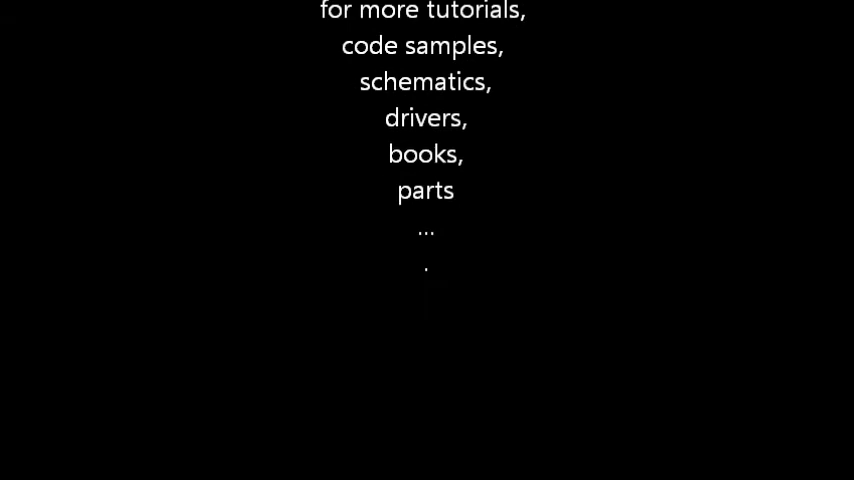 for more tutorials,
code samples,
schematics,
drivers,
books,
parts
...
.